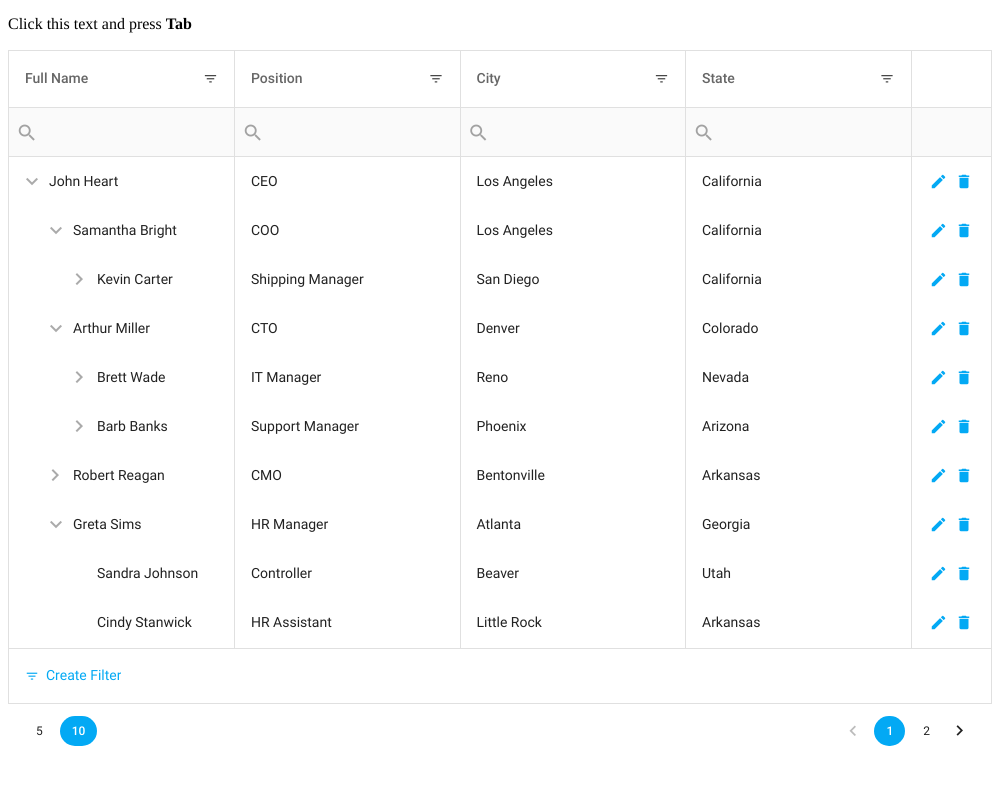 Click this text and press Tab
Full Name Position City State
John Heart CEO Los Angeles California
Samantha Bright COO Los Angeles California
Kevin Carter Shipping Manager San Diego California
Arthur Miller CTO Denver Colorado
Brett Wade IT Manager Reno Nevada
Barb Banks Support Manager Phoenix Arizona
Robert Reagan CMO Bentonville Arkansas
Greta Sims HR Manager Atlanta Georgia
Sandra Johnson Controller Beaver Utah
Cindy Stanwick HR Assistant Little Rock Arkansas
Create Filter
5 10 1 2